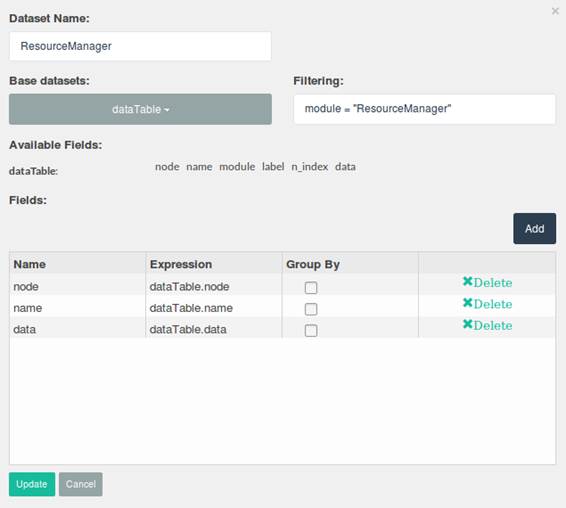 ×
Dataset Name:
ResourceManager
Base datasets: Filtering:
dataTable module = "ResourceManager"
Available Fields:
dataTable: node name module label n_index data
Fields:
Add
Name Expression Group By
node dataTable.node ✖Delete
name dataTable.name ✖Delete
data dataTable.data ✖Delete
Update Cancel